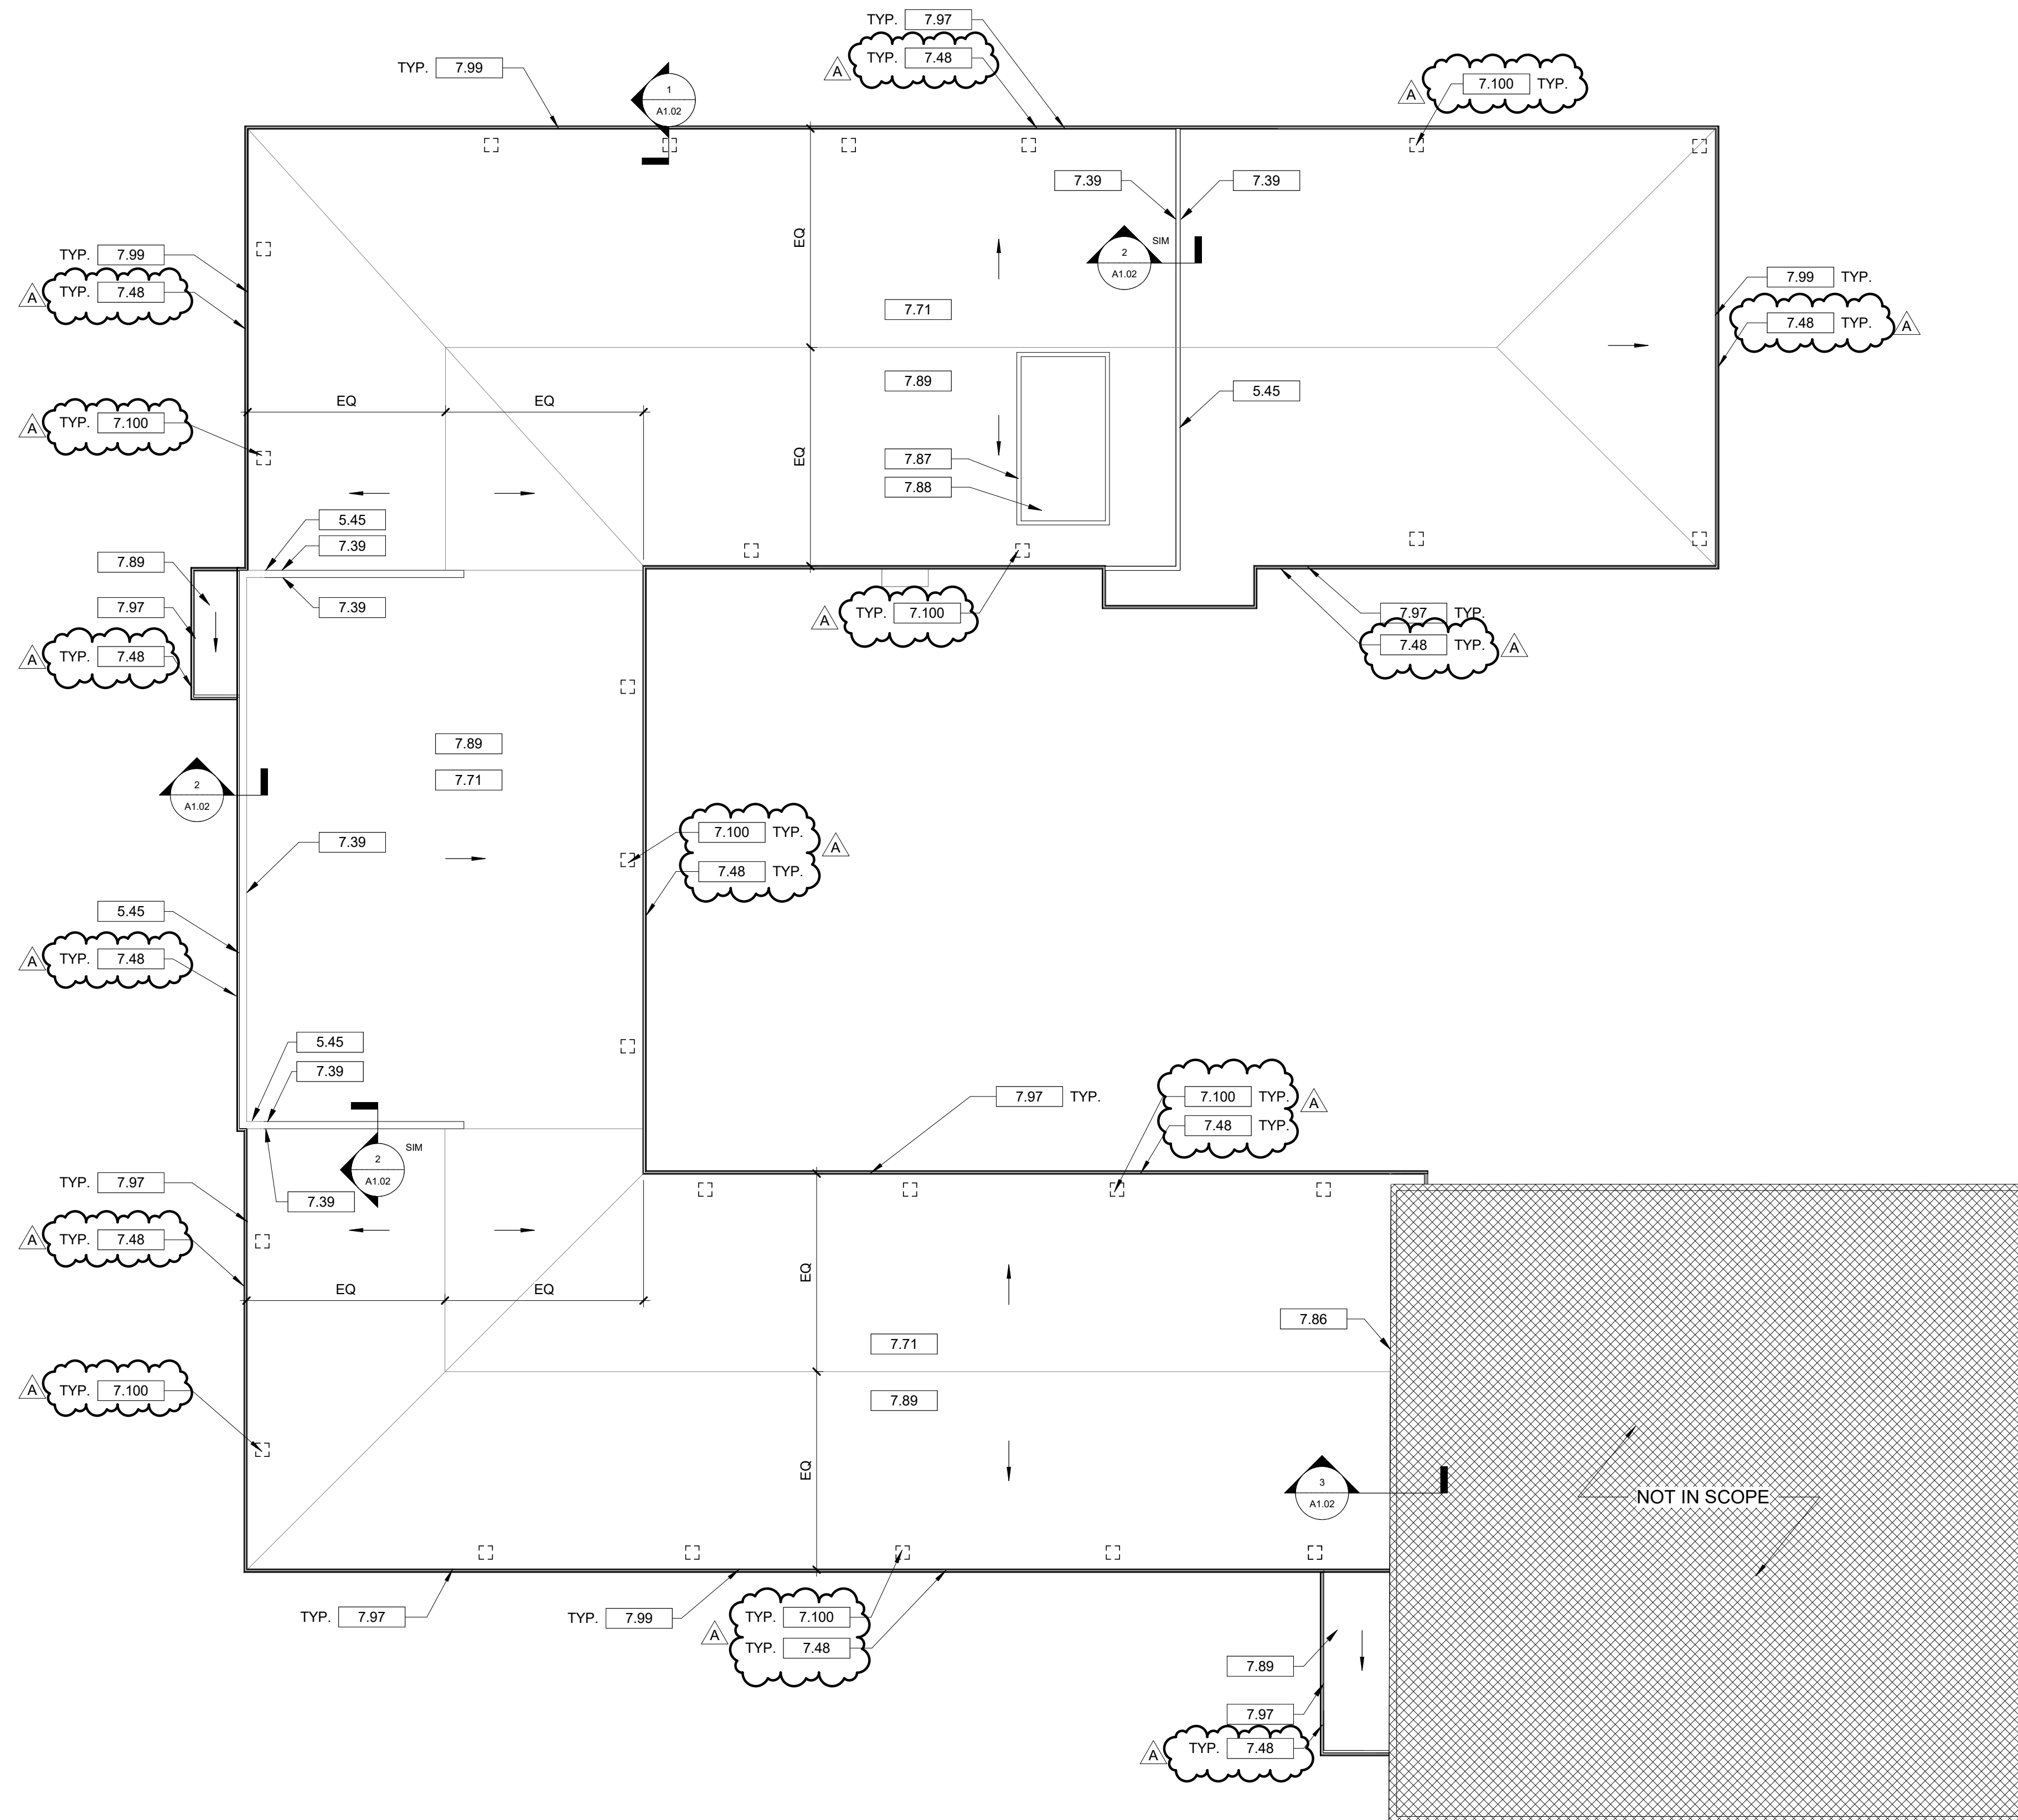 TYP. 7.97
TYP. 7.48
A
TYP. 7.99
1
A1.02
7.100 TYP.
A
7.39
7.39
EQ
2
A1.02
SIM
TYP. 7.99
TYP. 7.48
A
7.99 TYP.
7.48 TYP.
A
7.71
7.89
5.45
EQ
EQ
TYP. 7.100
A
EQ
7.87
7.88
5.45
7.39
7.89
7.97
7.39
TYP. 7.48
A
TYP. 7.100
A
7.97 TYP.
7.48 TYP.
A
7.89
7.71
2
A1.02
7.39
7.100 TYP.
7.48 TYP.
A
5.45
TYP. 7.48
A
5.45
7.39
7.97 TYP.
7.100 TYP.
7.48 TYP.
A
2
A1.02
SIM
TYP. 7.97
7.39
TYP. 7.48
A
EQ
EQ
EQ
7.71
7.86
TYP. 7.100
A
7.89
EQ
3
A1.02
NOT IN SCOPE
TYP. 7.97
TYP. 7.99
TYP. 7.100
TYP. 7.48
A
7.89
7.97
TYP. 7.48
A